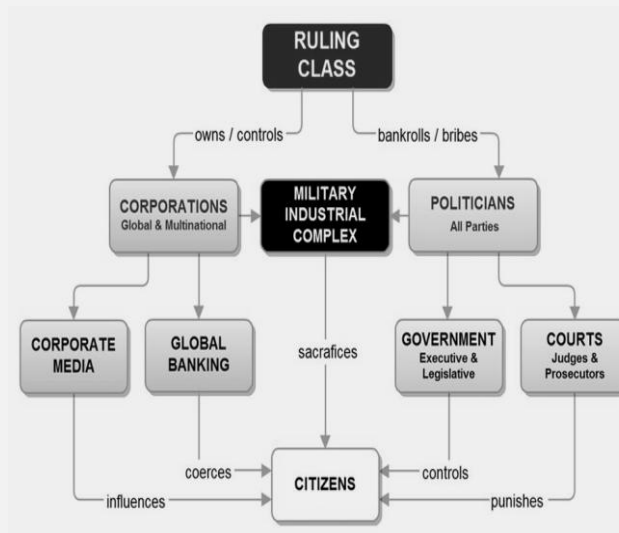 RULING
CLASS
owns / controls
bankrolls / bribes
CORPORATIONS
Global & Multinational
MILITARY
INDUSTRIAL
COMPLEX
POLITICIANS
All Parties
CORPORATE
MEDIA
GLOBAL
BANKING
sacrafices
GOVERNMENT
Executive &
Legislative
COURTS
Judges &
Prosecutors
coerces
controls
influences
CITIZENS
punishes